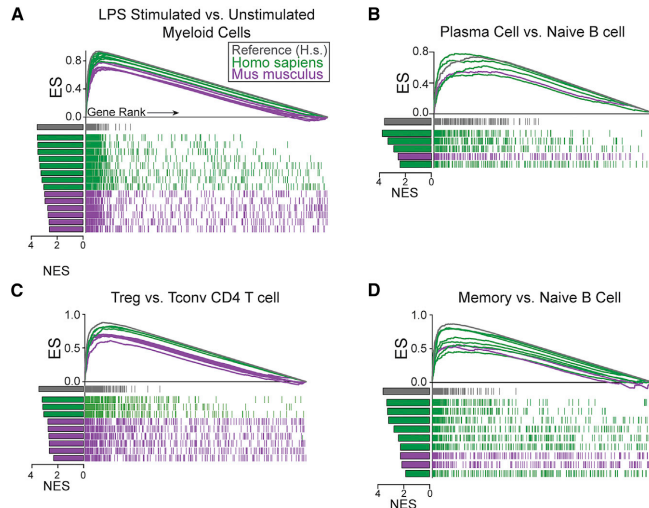 A
LPS Stimulated vs. Unstimulated
Myeloid Cells
Reference (H.s.)
Homo sapiens
Mus musculus
ES
0.8
0.4
0.0
Gene Rank
4 2 0
NES
B
Plasma Cell vs. Naive B cell
ES
0.8
0.4
0
4 2 0
NES
C
Treg vs. Tconv CD4 T cell
ES
1.0
0.5
0.0
4 2 0
NES
D
Memory vs. Naive B Cell
ES
1.0
0.5
0.0
4 2 0
NES